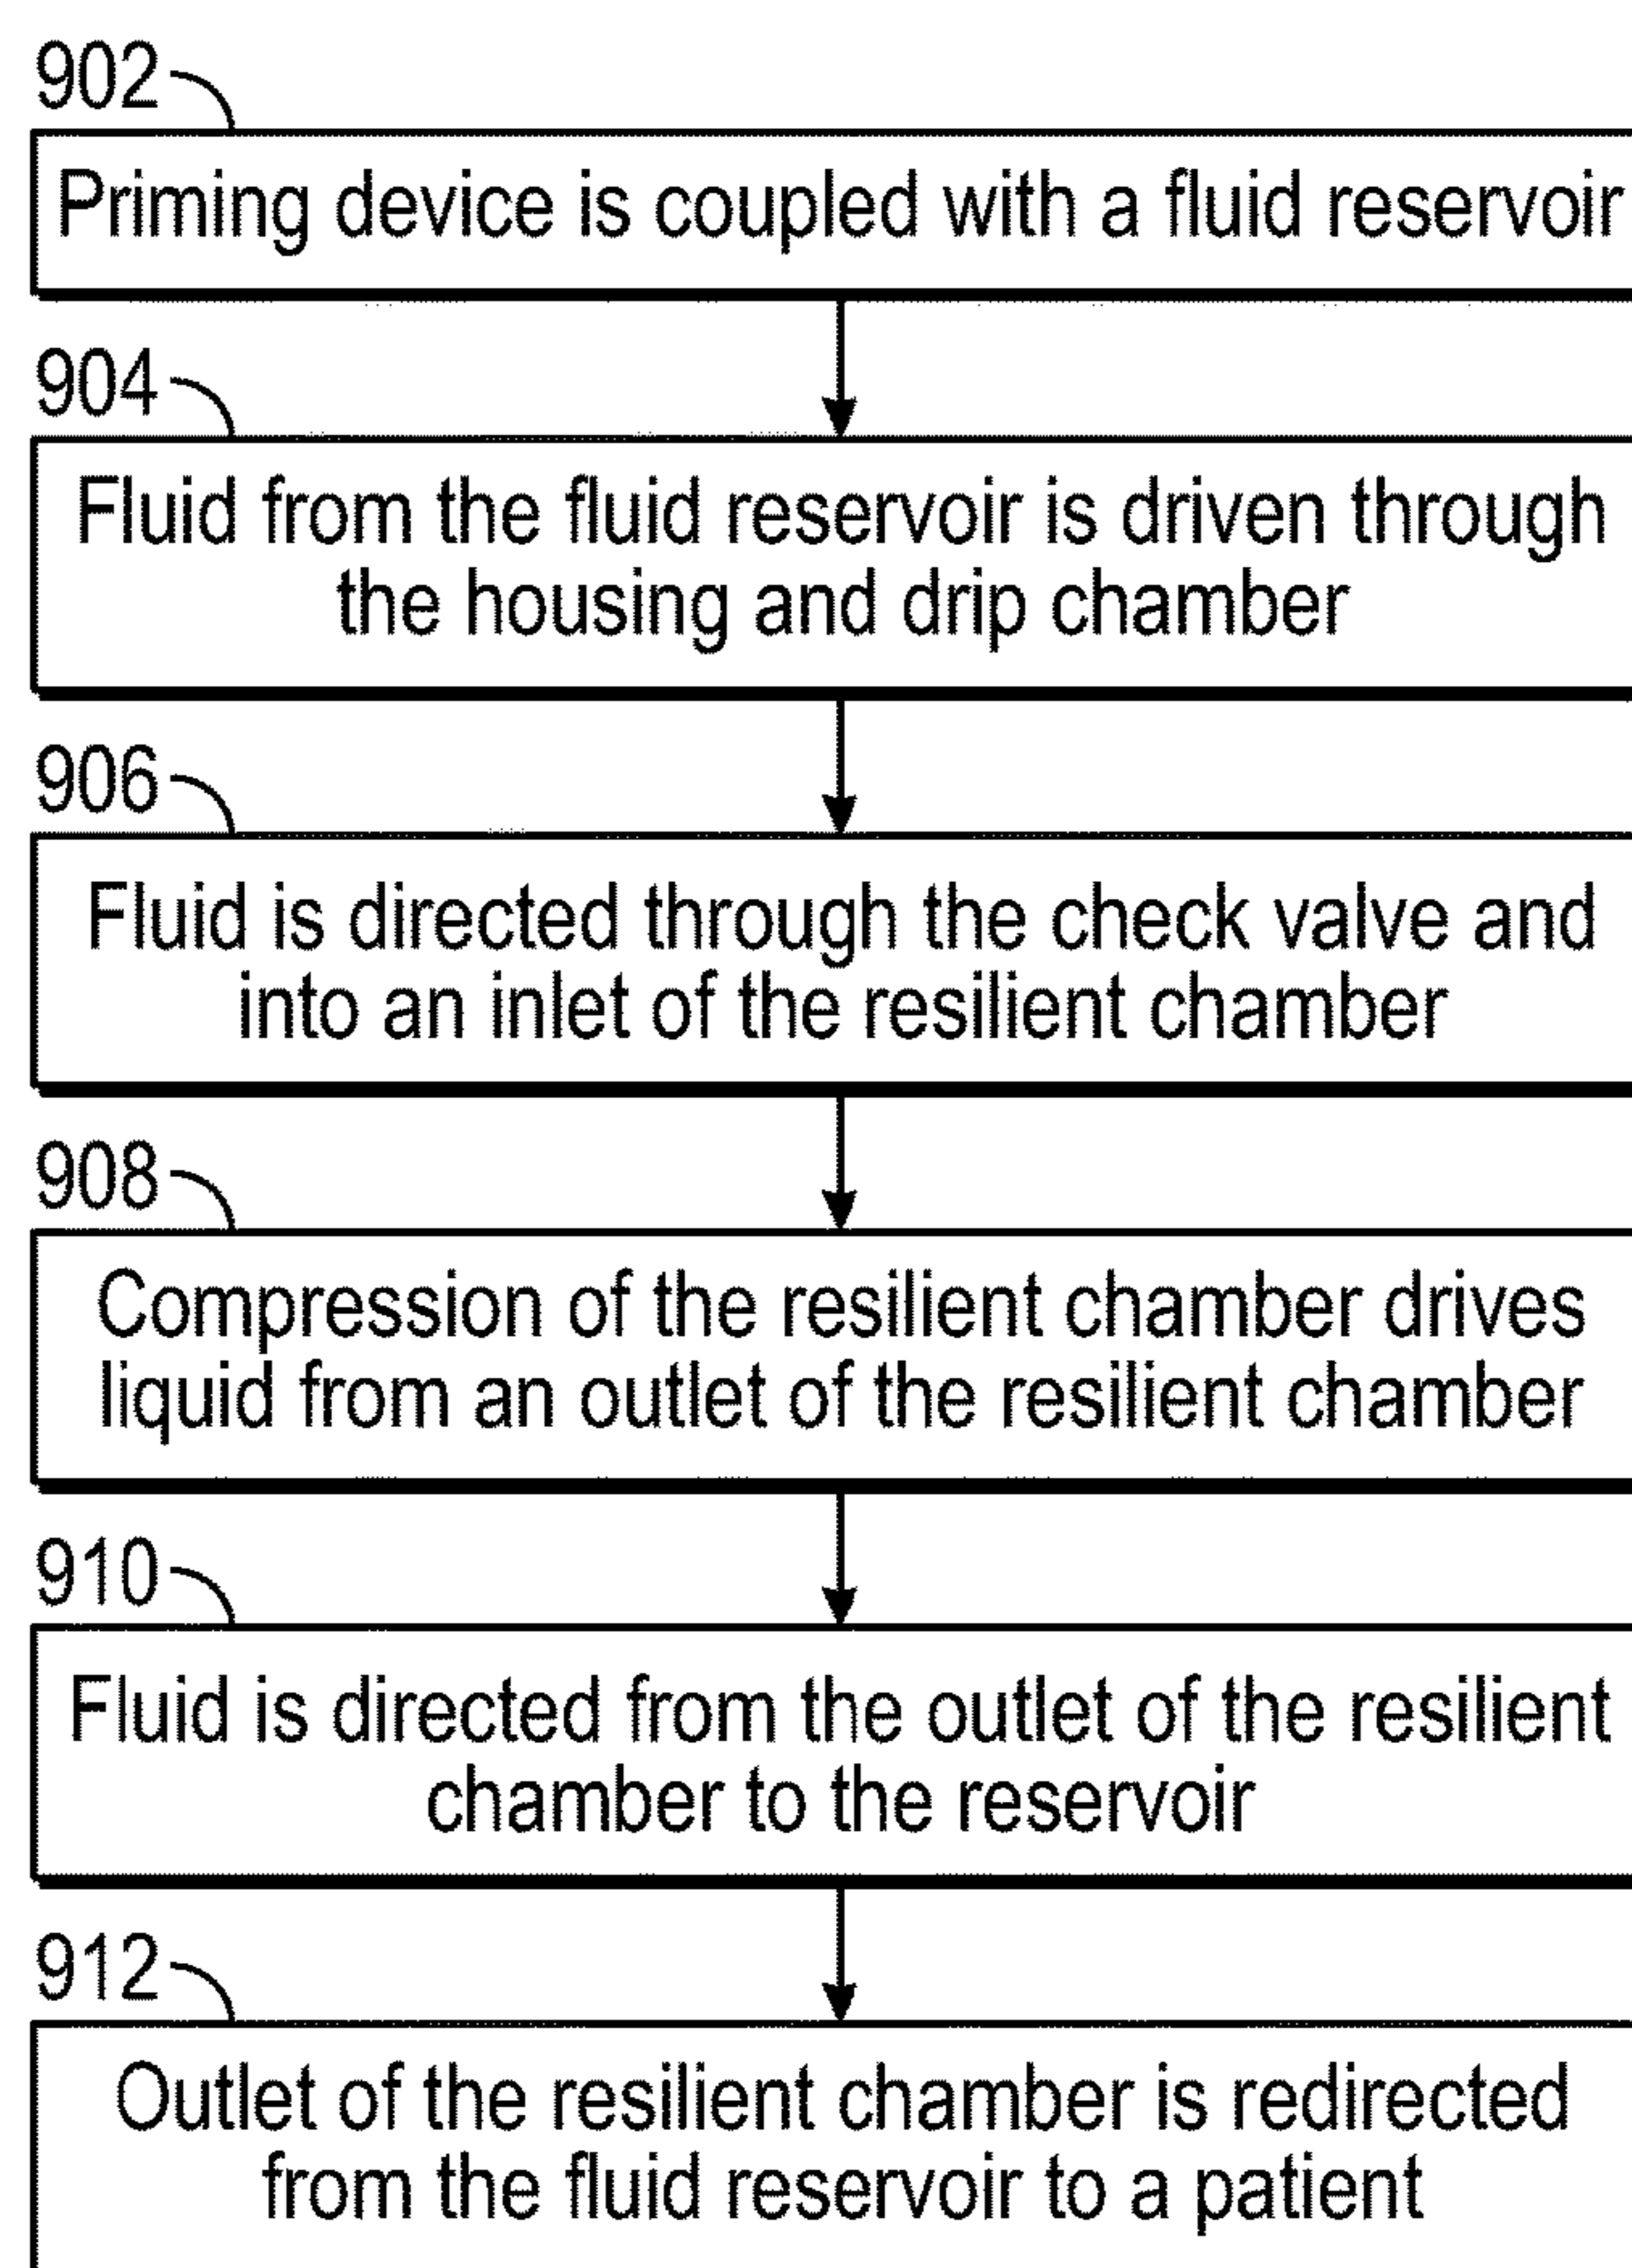 902
Priming device is coupled with a fluid reservoir
904
Fluid from the fluid reservoir is driven through
the housing and drip chamber
906
Fluid is directed through the check valve and
into an inlet of the resilient chamber
908
Compression of the resilient chamber drives
liquid from an outlet of the resilient chamber
910
Fluid is directed from the outlet of the resilient
chamber to the reservoir
912
Outlet of the resilient chamber is redirected
from the fluid reservoir to a patient